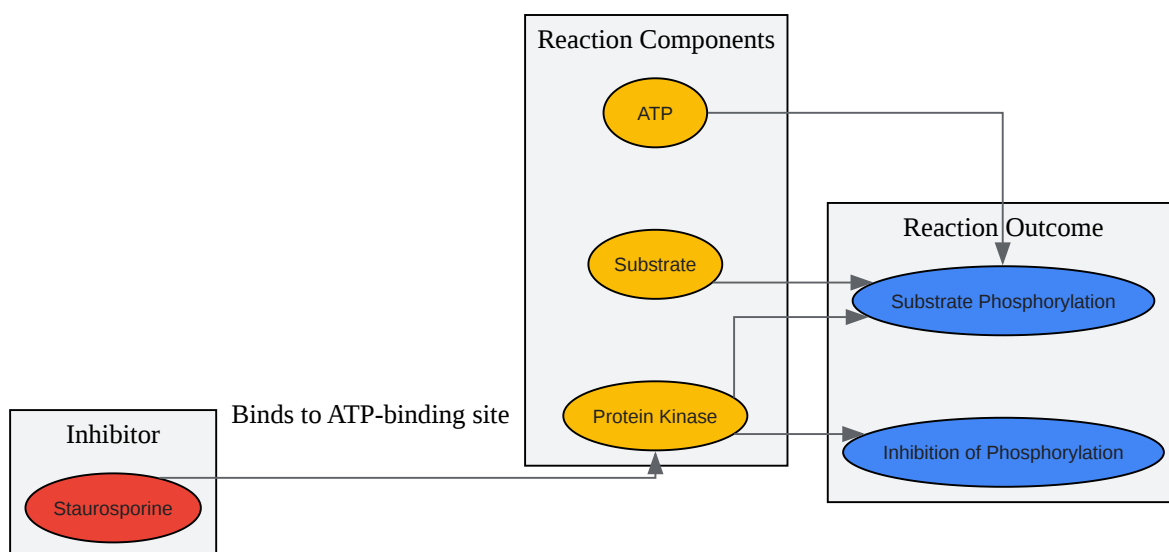 Reaction Components
ATP
Substrate
Protein Kinase
Reaction Outcome
Substrate Phosphorylation
Inhibition of Phosphorylation
Binds to ATP-binding site
Inhibitor
Staurosporine